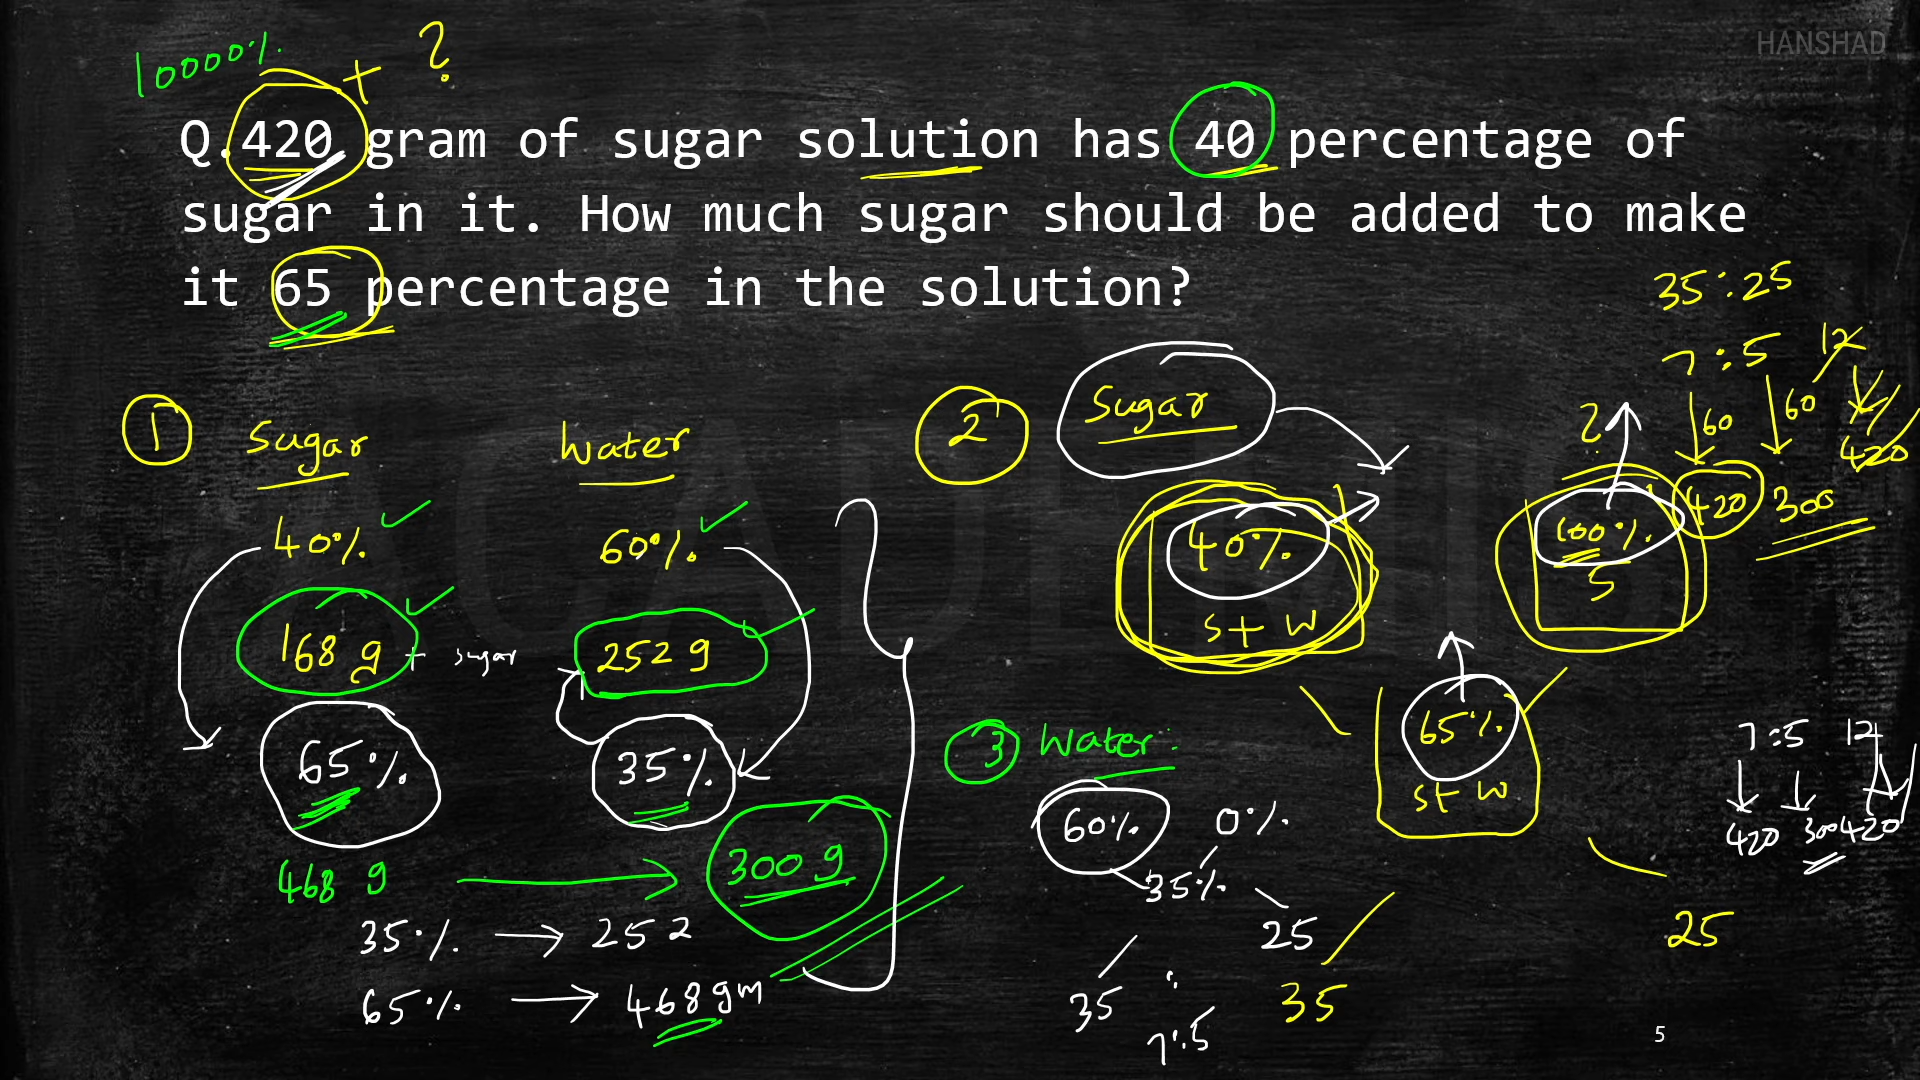 HANSHAD
10000%
+ ?
Q.420 gram of sugar solution has 40 percentage of
sugar in it. How much sugar should be added to make
it 65 percentage in the solution?
35:25
7:5 12
60 60
420
420 300
1
Sugar Water
40% 60%
168 g + sugar 252 g
65% 35%
468 g 300 g
35% → 252
65% → 468 gm
2
Sugar
40%
S+W
?
100%
S
65%
S+W
35 25
3 Water:
60% 0%
35%
25
35 :
7:5
7:5 12
420 300 420
5